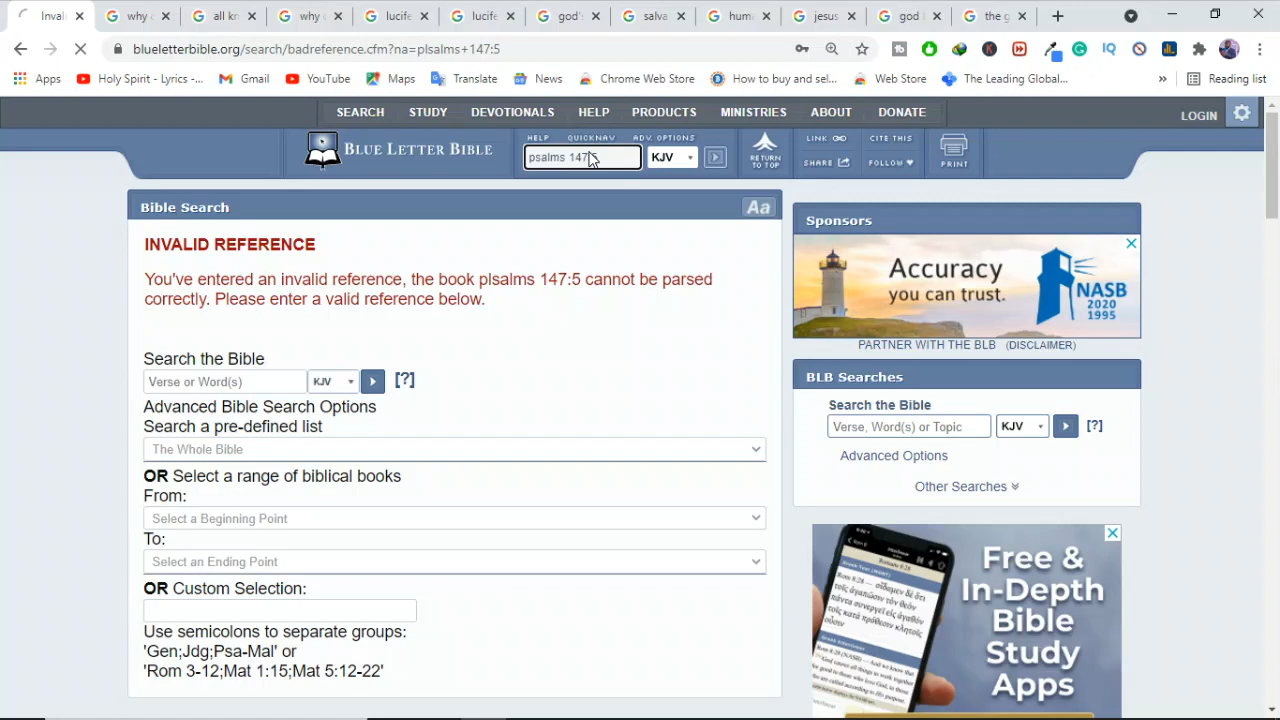 Inval
why c
all kn
why c
lucife
lucife
god's
salva
hum
jesus
god l
the g
blueletterbible.org/search/badreference.cfm?na=plsalms+147:5
Apps
Holy Spirit - Lyrics -...
Gmail
YouTube
Maps
Translate
News
Chrome Web Store
How to buy and sel...
Web Store
The Leading Global...
»
Reading list
SEARCH
STUDY
DEVOTIONALS
HELP
PRODUCTS
MINISTRIES
ABOUT
DONATE
LOGIN
BLUE LETTER BIBLE
HELP
QUICKNAV
ADV. OPTIONS
psalms 147
KJV
RETURN
TO TOP
LINK
CITE THIS
SHARE
FOLLOW
PRINT
Bible Search
Aa
INVALID REFERENCE
You've entered an invalid reference, the book plsalms 147:5 cannot be parsed
correctly. Please enter a valid reference below.
Search the Bible
Verse or Word(s)
KJV
[?]
Advanced Bible Search Options
Search a pre-defined list
The Whole Bible
OR Select a range of biblical books
From:
Select a Beginning Point
To:
Select an Ending Point
OR Custom Selection:
Use semicolons to separate groups:
'Gen;Jdg;Psa-Mal' or
'Rom 3-12;Mat 1:15;Mat 5:12-22'
Sponsors
Accuracy
you can trust.
NASB
2020
1995
PARTNER WITH THE BLB (DISCLAIMER)
BLB Searches
Search the Bible
Verse, Word(s) or Topic
KJV
[?]
Advanced Options
Other Searches
Free &
In-Depth
Bible
Study
Apps